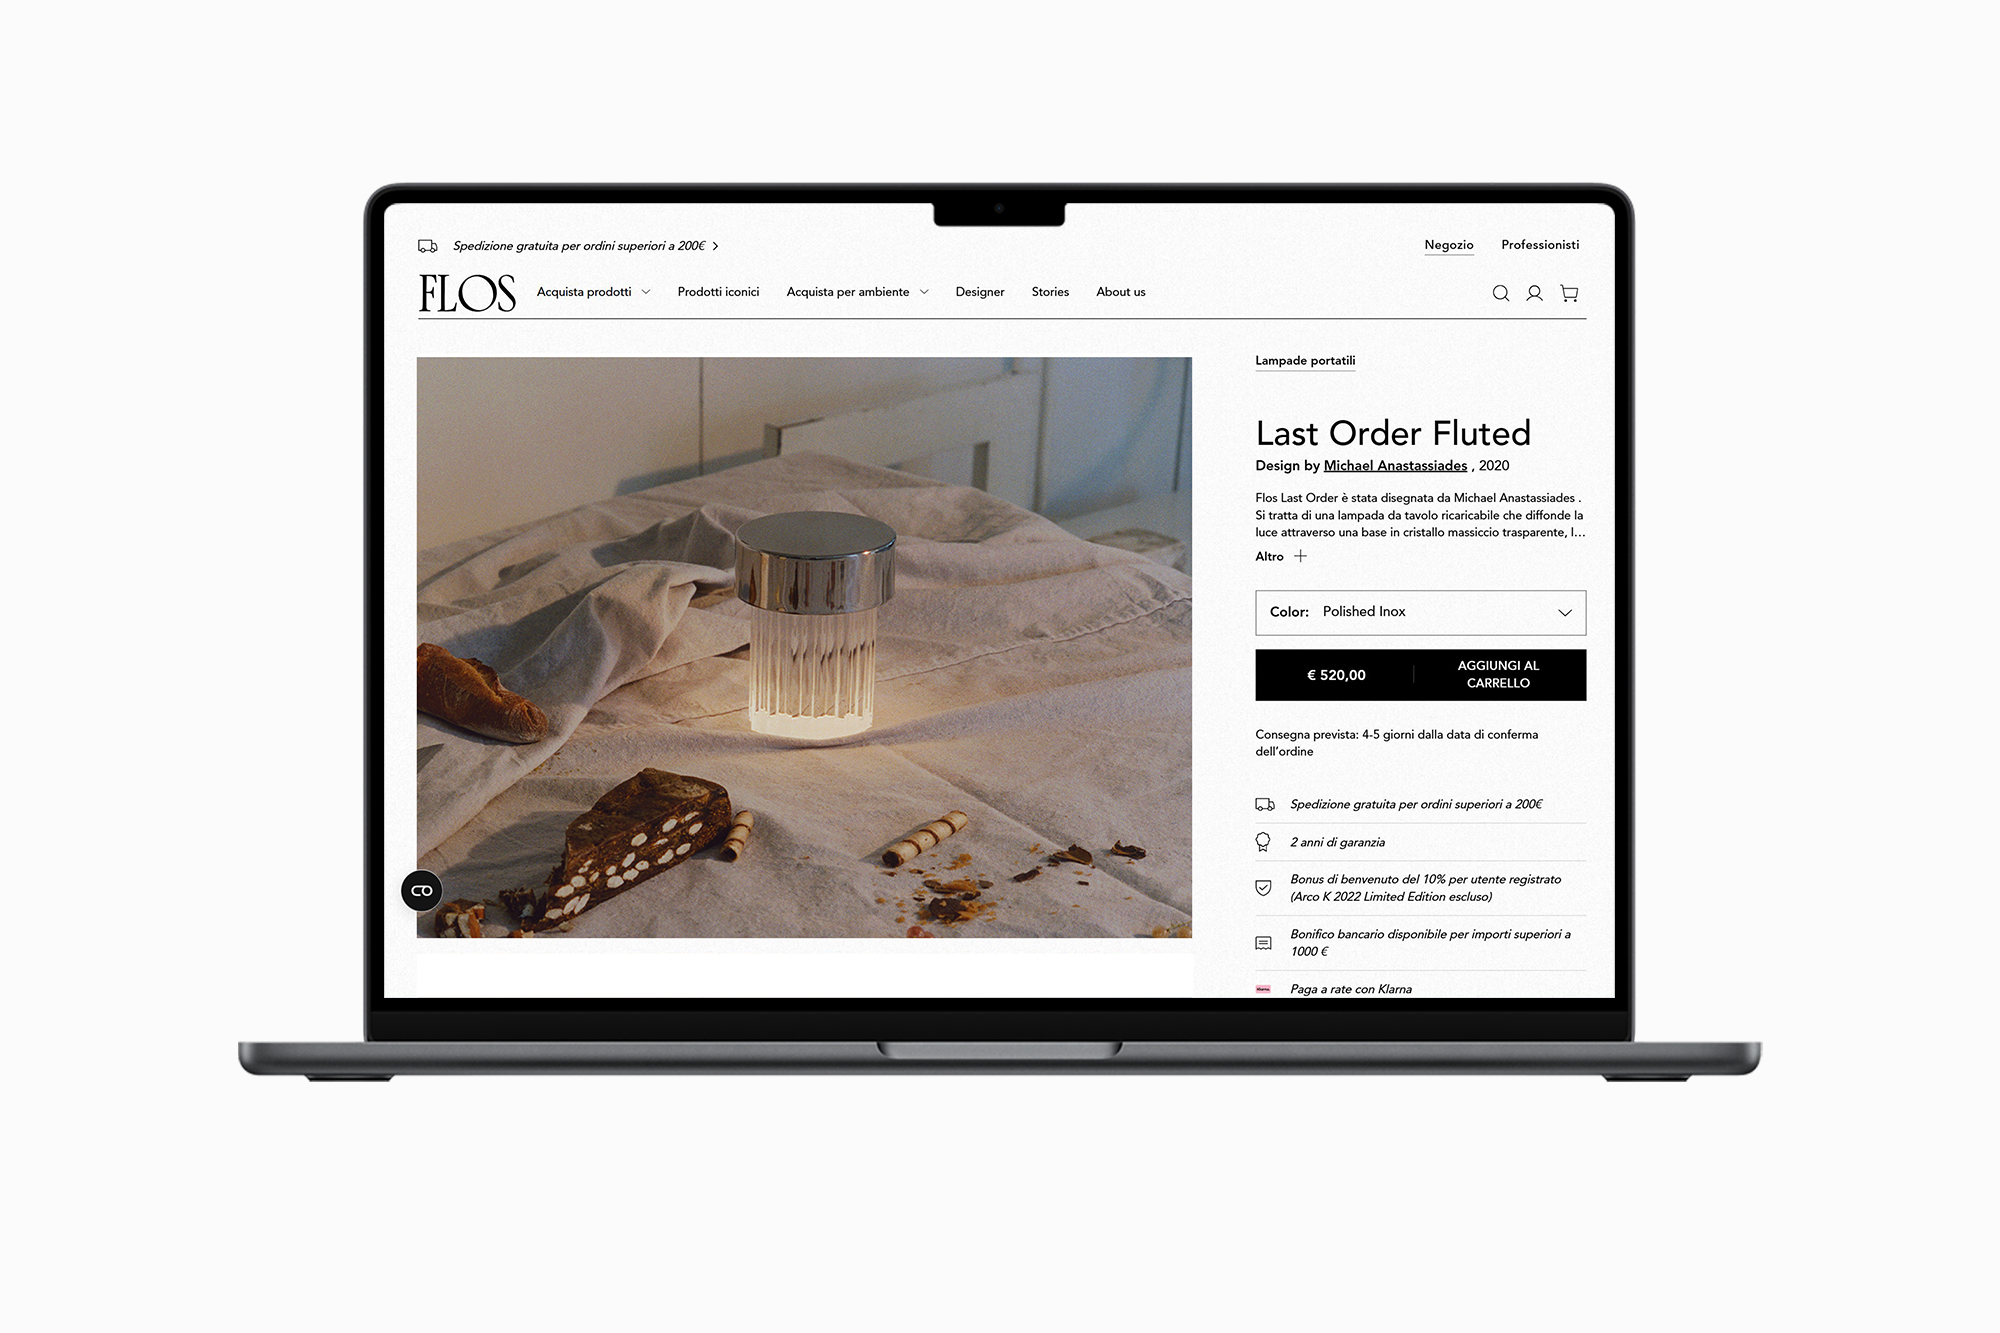 Spedizione gratuita per ordini superiori a 200€
Negozio
Professionisti
FLOS
Acquista prodotti
Prodotti iconici
Acquista per ambiente
Designer
Stories
About us
Lampade portatili
Last Order Fluted
Design by Michael Anastassiades , 2020
Flos Last Order è stata disegnata da Michael Anastassiades .
Si tratta di una lampada da tavolo ricaricabile che diffonde la
luce attraverso una base in cristallo massiccio trasparente, l...
Altro
Color: Polished Inox
€ 520,00
AGGIUNGI AL
CARRELLO
Consegna prevista: 4-5 giorni dalla data di conferma
dell'ordine
Spedizione gratuita per ordini superiori a 200€
2 anni di garanzia
Bonus di benvenuto del 10% per utente registrato
(Arco K 2022 Limited Edition escluso)
Bonifico bancario disponibile per importi superiori a
1000 €
Klarna.
Paga a rate con Klarna